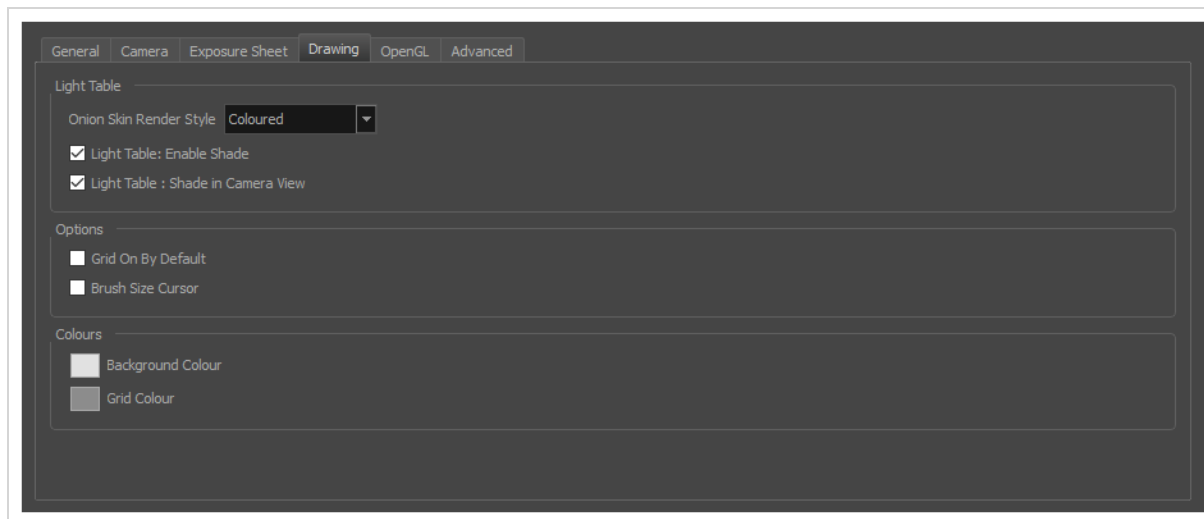 General Camera Exposure Sheet Drawing OpenGL Advanced
Light Table
Onion Skin Render Style Coloured
Light Table: Enable Shade
Light Table : Shade in Camera View
Options
Grid On By Default
Brush Size Cursor
Colours
Background Colour
Grid Colour